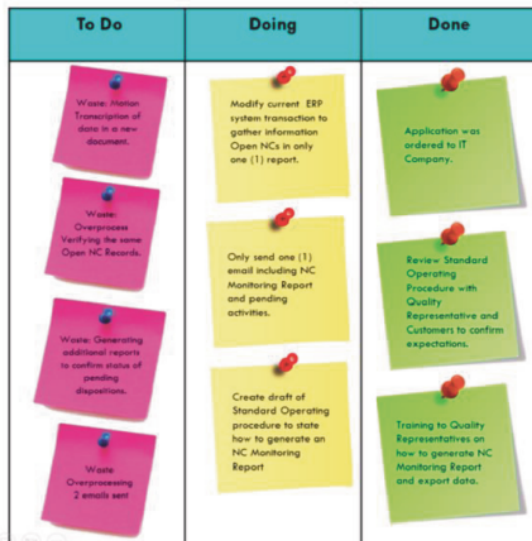 To Do
Doing
Done
Waste: Motion
Transcription of
data in a new
document.
Waste:
Overprocess
Verifying the same
Open NC Records.
Waste: Generating
additional reports
to confirm status of
pending
dispositions.
Waste
Overprocessing
2 emails sent
Modify current ERP
system transaction to
gather information
Open NCs in only
one (1) report.
Only send one (1)
email including NC
Monitoring Report
and pending
activities.
Create draft of
Standard Operating
procedure to state
how to generate an
NC Monitoring
Report
Application was
ordered to IT
Company.
Review Standard
Operating
Procedure with
Quality
Representative and
Customers to confirm
expectations.
Training to Quality
Representatives on
how to generate NC
Monitoring Report
and export data.